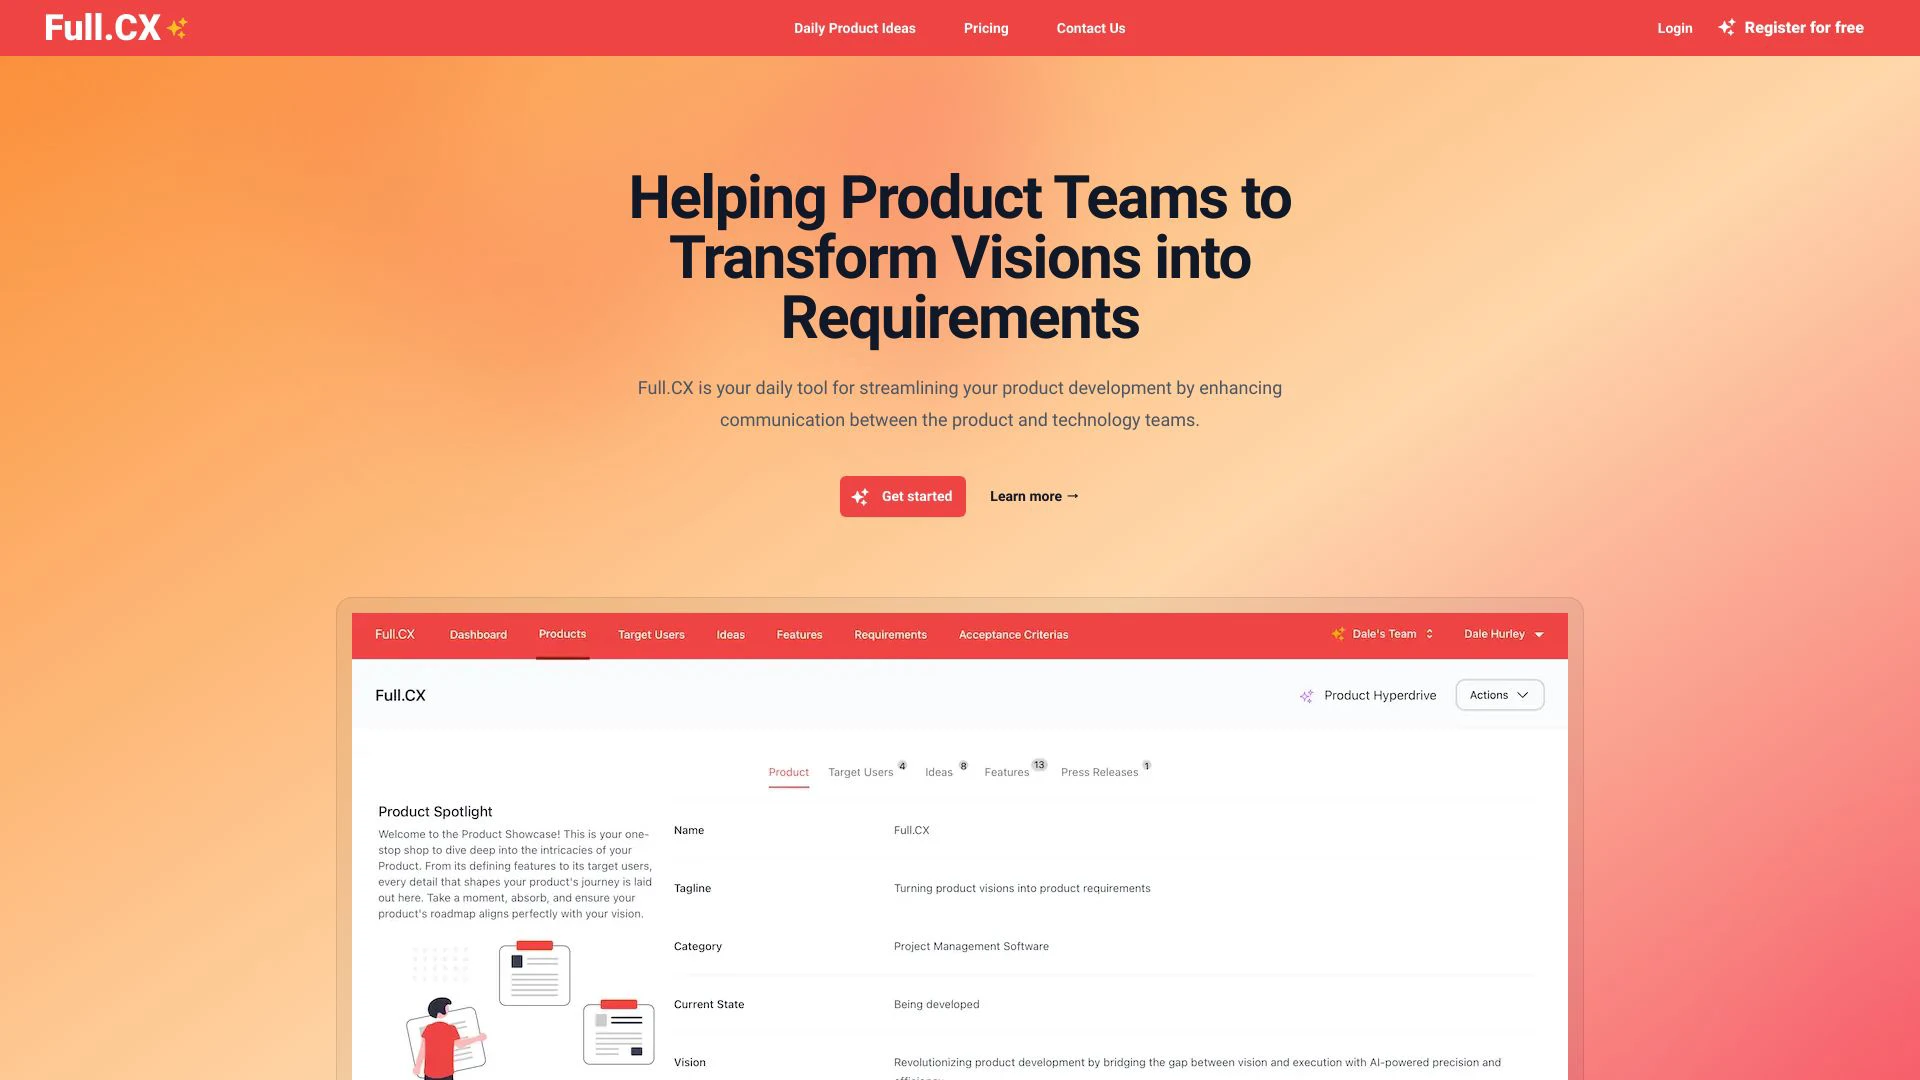 Full.CX
Daily Product Ideas
Pricing
Contact Us
Login
Register for free
Helping Product Teams to
Transform Visions into
Requirements
Full.CX is your daily tool for streamlining your product development by enhancing
communication between the product and technology teams.
Get started
Learn more →
Full.CX
Dashboard
Products
Target Users
Ideas
Features
Requirements
Acceptance Criterias
Dale's Team
Dale Hurley
Full.CX
Product Hyperdrive
Actions
Product
Target Users 4
Ideas 8
Features 13
Press Releases 1
Product Spotlight
Welcome to the Product Showcase! This is your one-
stop shop to dive deep into the intricacies of your
Product. From its defining features to its target users,
every detail that shapes your product's journey is laid
out here. Take a moment, absorb, and ensure your
product's roadmap aligns perfectly with your vision.
Name
Full.CX
Tagline
Turning product visions into product requirements
Category
Project Management Software
Current State
Being developed
Vision
Revolutionizing product development by bridging the gap between vision and execution with AI-powered precision and